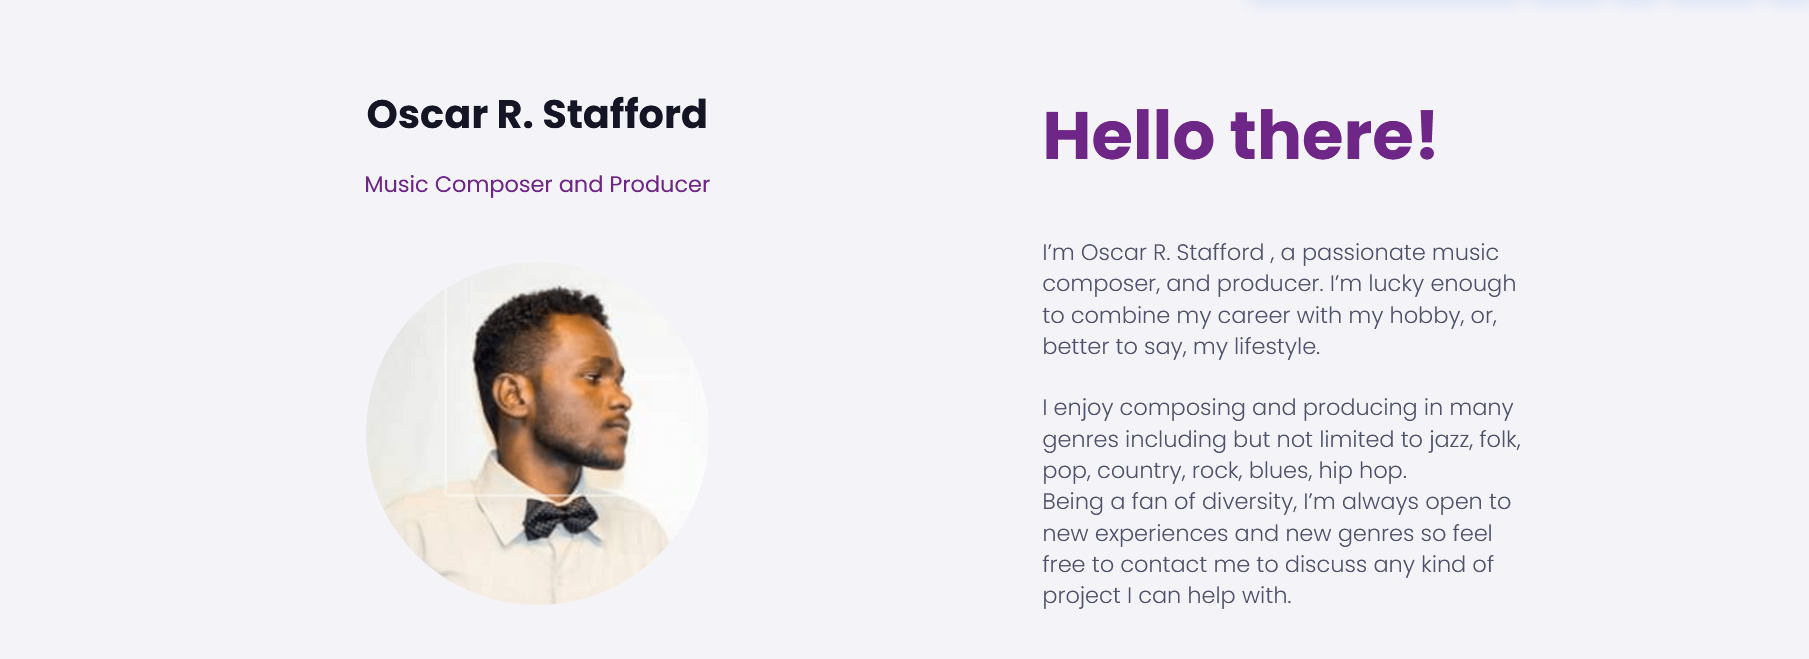 Oscar R. Stafford
Music Composer and Producer
Hello there!
I’m Oscar R. Stafford , a passionate music
composer, and producer. I’m lucky enough
to combine my career with my hobby, or,
better to say, my lifestyle.
I enjoy composing and producing in many
genres including but not limited to jazz, folk,
pop, country, rock, blues, hip hop.
Being a fan of diversity, I’m always open to
new experiences and new genres so feel
free to contact me to discuss any kind of
project I can help with.